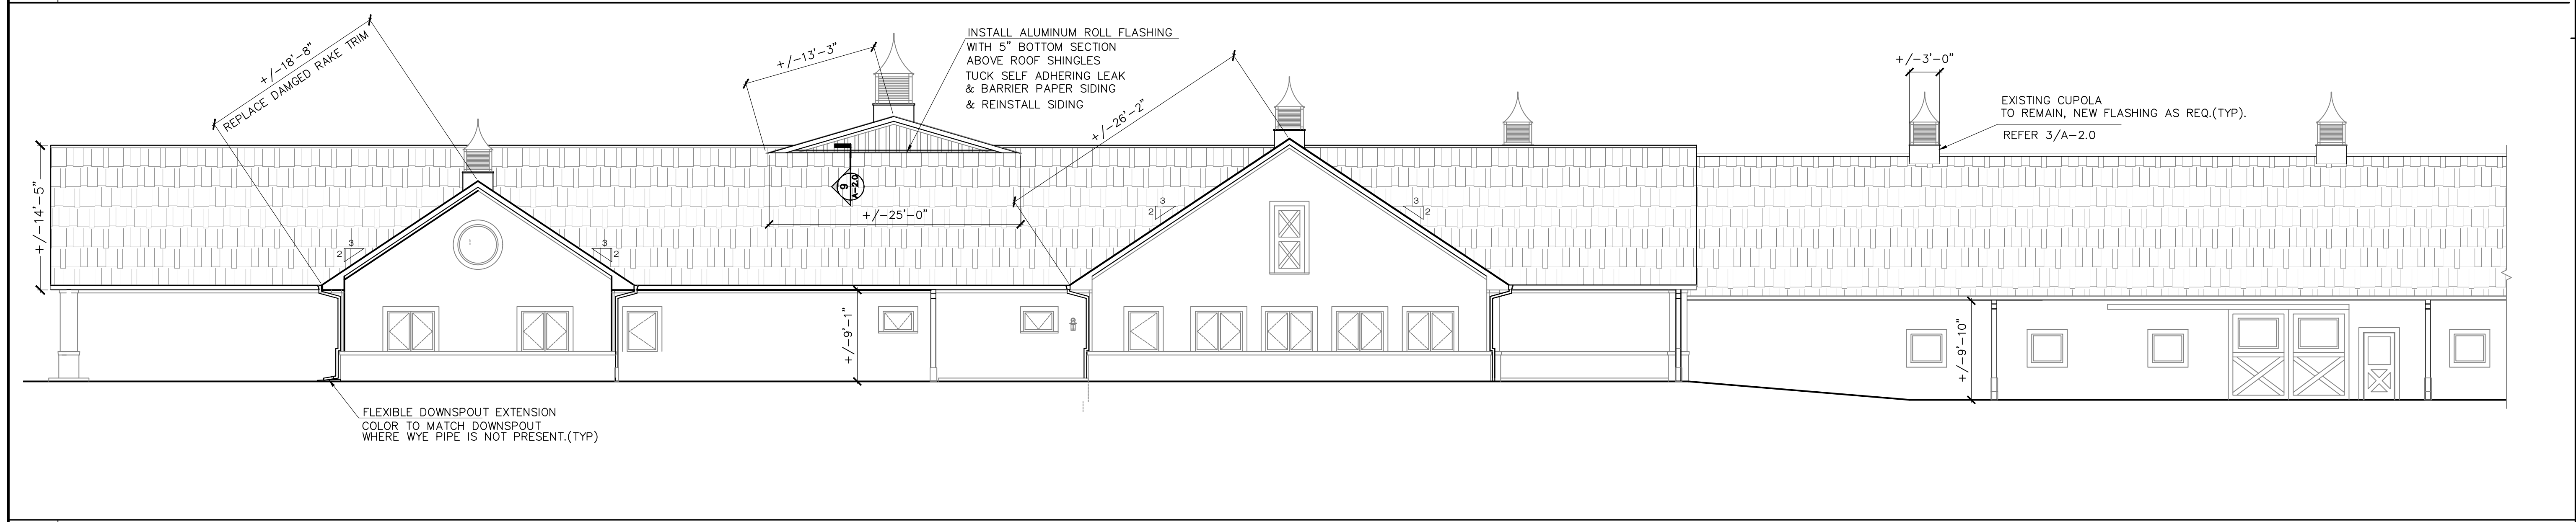 +/-18'-8"
REPLACE DAMGED RAKE TRIM
+/-13'-3"
INSTALL ALUMINUM ROLL FLASHING
WITH 5" BOTTOM SECTION
ABOVE ROOF SHINGLES
TUCK SELF ADHERING LEAK
& BARRIER PAPER SIDING
& REINSTALL SIDING
+/-26'-2"
+/-3'-0"
EXISTING CUPOLA
TO REMAIN, NEW FLASHING AS REQ.(TYP).
REFER 3/A-2.0
+/-14'-5"
9
A-2.0
+/-25'-0"
3
2
3
2
3
2
3
2
+/-9'-1"
+/-9'-10"
FLEXIBLE DOWNSPOUT EXTENSION
COLOR TO MATCH DOWNSPOUT
WHERE WYE PIPE IS NOT PRESENT.(TYP)